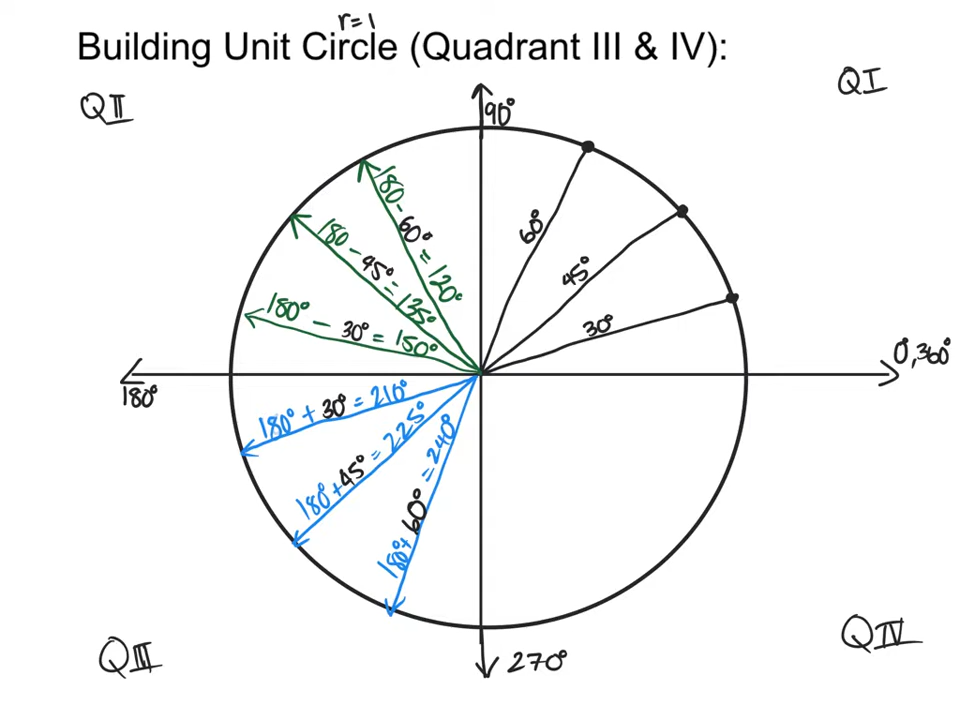 r=1
Building Unit Circle (Quadrant III & IV):
QII
QI
90°
180-60°=120°
180-45°=135°
180°-30°=150°
60°
45°
30°
0°,360°
180°
180°+30°=210°
180°+45°=225°
180°+60°=240°
QIII
QIV
270°